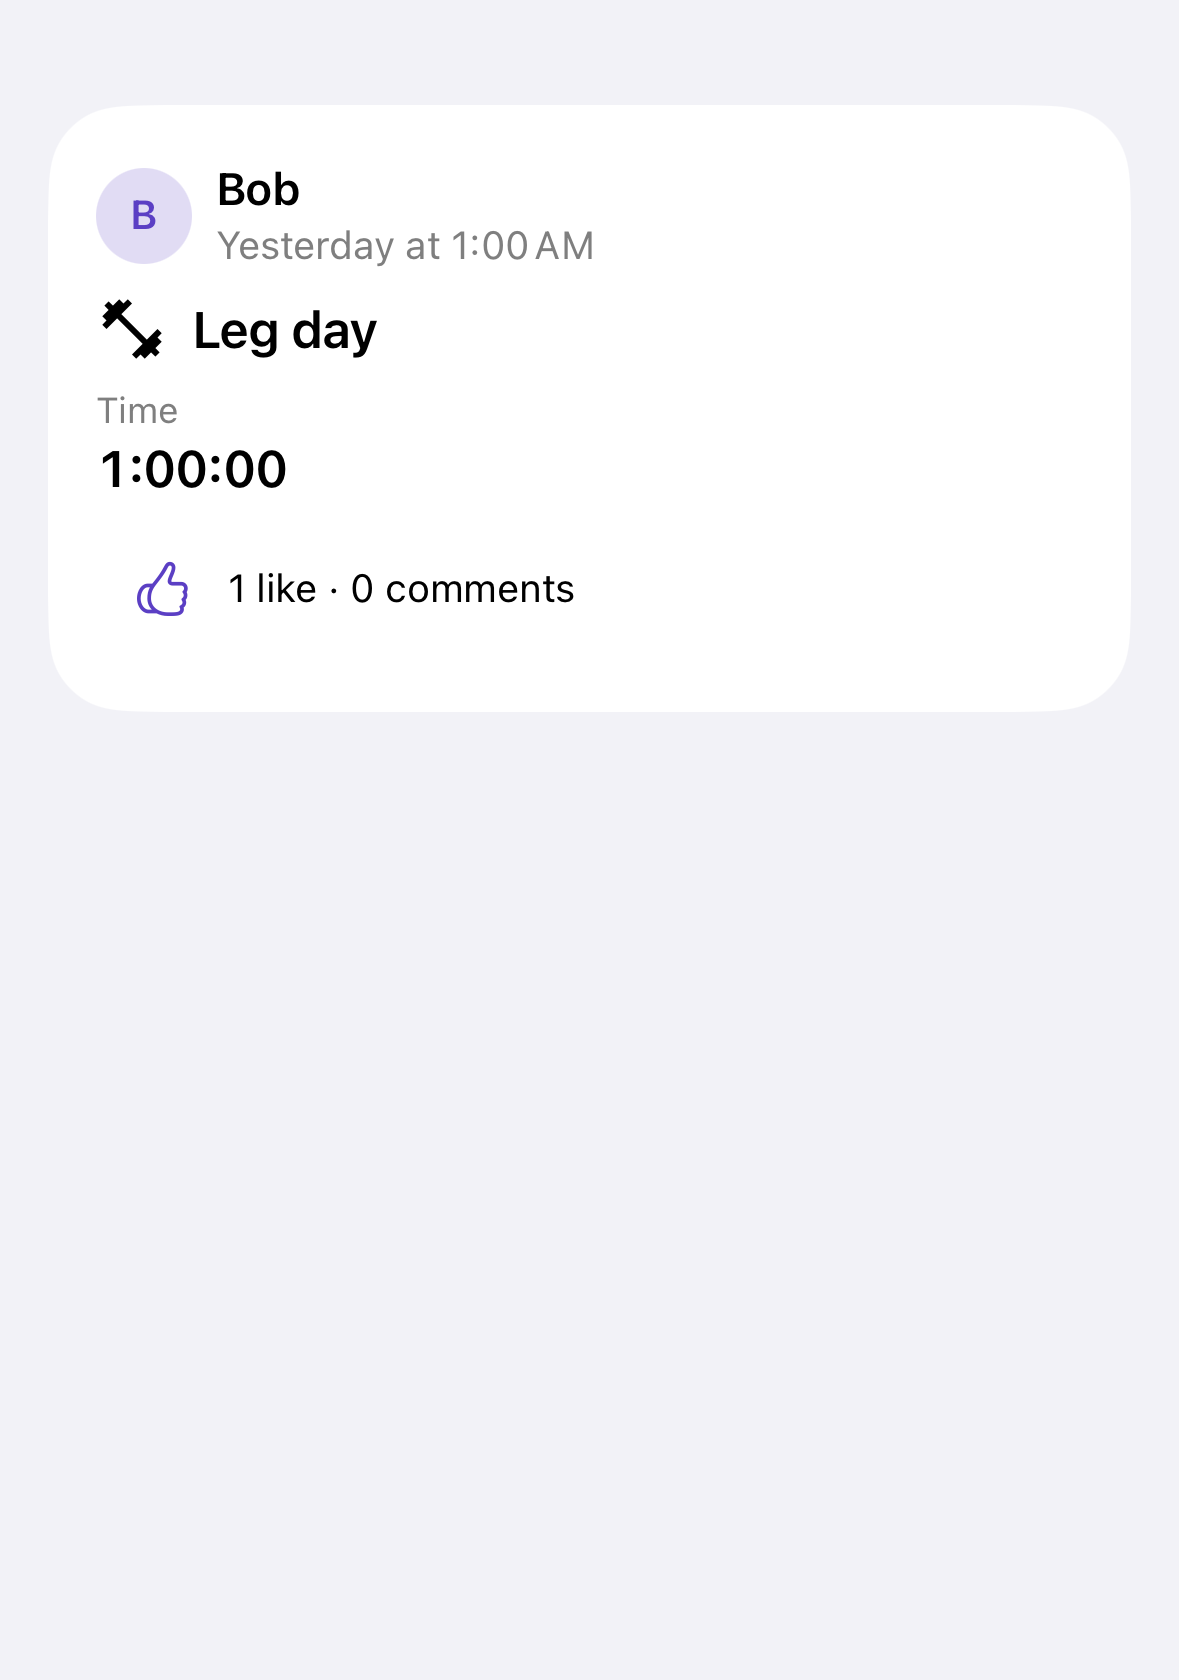 B
Bob
Yesterday at 1:00 AM
Leg day
Time
1:00:00
1 like · 0 comments